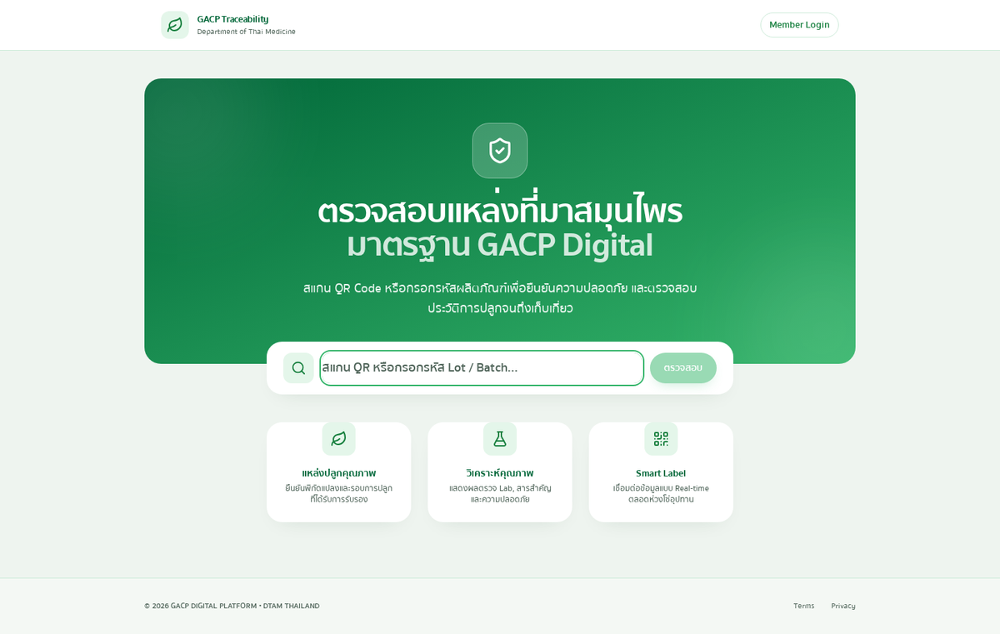 GACP Traceability
Department of Thai Medicine
Member Login
ตรวจสอบแหล่งที่มาสมุนไพร
มาตรฐาน GACP Digital
สแกน QR Code หรือกรอกรหัสผลิตภัณฑ์เพื่อยืนยันความปลอดภัย และตรวจสอบ
ประวัติการปลูกจนถึงเก็บเกี่ยว
สแกน QR หรือกรอกรหัส Lot / Batch...
ตรวจสอบ
แหล่งปลูกคุณภาพ
ยืนยันพิกัดแปลงและรอบการปลูก
ที่ได้รับการรับรอง
วิเคราะห์คุณภาพ
แสดงผลตรวจ Lab, สารสำคัญ
และความปลอดภัย
Smart Label
เชื่อมต่อข้อมูลแบบ Real-time
ตลอดห่วงโซ่อุปทาน
© 2026 GACP DIGITAL PLATFORM • DTAM THAILAND
Terms
Privacy